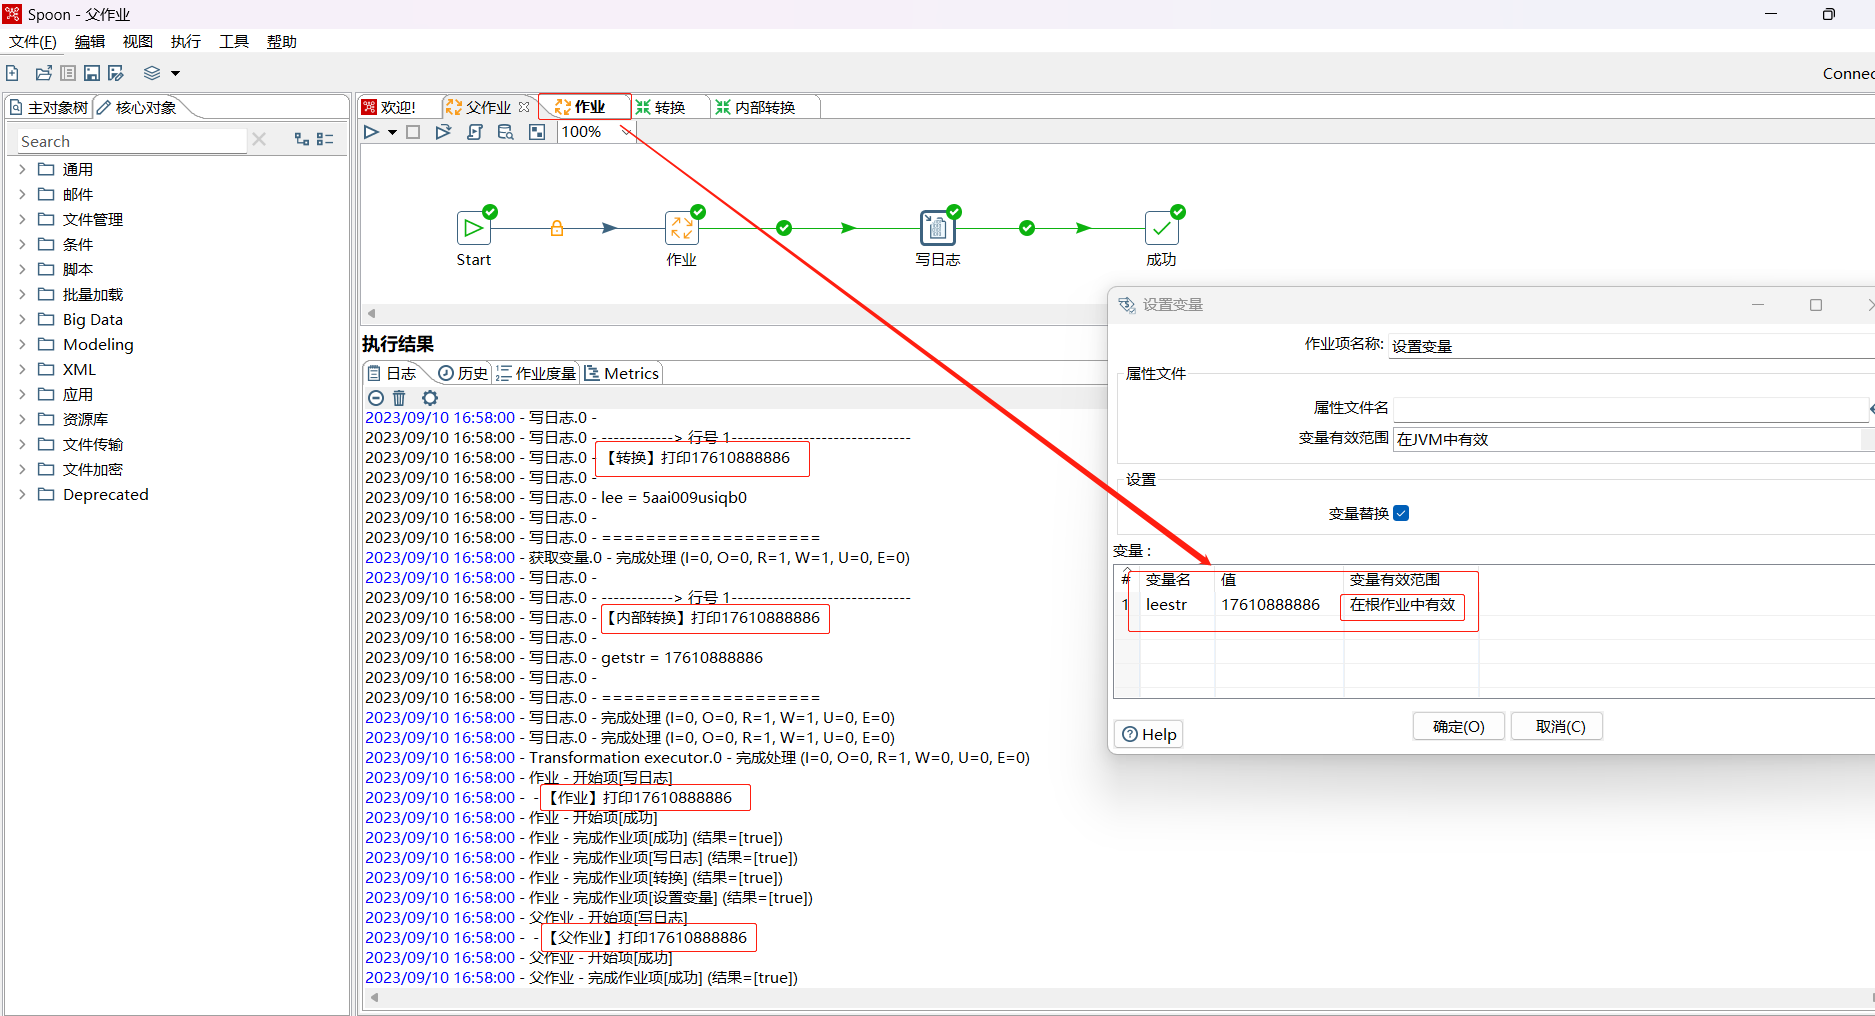 Spoon - 父作业
文件(F) 编辑 视图 执行 工具 帮助
Connec
主对象树 核心对象
Search
通用
邮件
文件管理
条件
脚本
批量加载
Big Data
Modeling
XML
应用
资源库
文件传输
文件加密
Deprecated
欢迎! 父作业 作业 转换 内部转换
100%
Start 作业 写日志 成功
执行结果
日志 历史 作业度量 Metrics
2023/09/10 16:58:00 - 写日志.0 -
2023/09/10 16:58:00 - 写日志.0 - ------------> 行号 1------------------------------
2023/09/10 16:58:00 - 写日志.0 - 【转换】打印17610888886
2023/09/10 16:58:00 - 写日志.0 -
2023/09/10 16:58:00 - 写日志.0 - lee = 5aai009usiqb0
2023/09/10 16:58:00 - 写日志.0 -
2023/09/10 16:58:00 - 写日志.0 - ====================
2023/09/10 16:58:00 - 获取变量.0 - 完成处理 (I=0, O=0, R=1, W=1, U=0, E=0)
2023/09/10 16:58:00 - 写日志.0 -
2023/09/10 16:58:00 - 写日志.0 - ------------> 行号 1------------------------------
2023/09/10 16:58:00 - 写日志.0 - 【内部转换】打印17610888886
2023/09/10 16:58:00 - 写日志.0 -
2023/09/10 16:58:00 - 写日志.0 - getstr = 17610888886
2023/09/10 16:58:00 - 写日志.0 -
2023/09/10 16:58:00 - 写日志.0 - ====================
2023/09/10 16:58:00 - 写日志.0 - 完成处理 (I=0, O=0, R=1, W=1, U=0, E=0)
2023/09/10 16:58:00 - 写日志.0 - 完成处理 (I=0, O=0, R=1, W=1, U=0, E=0)
2023/09/10 16:58:00 - Transformation executor.0 - 完成处理 (I=0, O=0, R=1, W=0, U=0, E=0)
2023/09/10 16:58:00 - 作业 - 开始项[写日志]
2023/09/10 16:58:00 - - 【作业】打印17610888886
2023/09/10 16:58:00 - 作业 - 开始项[成功]
2023/09/10 16:58:00 - 作业 - 完成作业项[成功] (结果=[true])
2023/09/10 16:58:00 - 作业 - 完成作业项[写日志] (结果=[true])
2023/09/10 16:58:00 - 作业 - 完成作业项[转换] (结果=[true])
2023/09/10 16:58:00 - 作业 - 完成作业项[设置变量] (结果=[true])
2023/09/10 16:58:00 - 父作业 - 开始项[写日志]
2023/09/10 16:58:00 - - 【父作业】打印17610888886
2023/09/10 16:58:00 - 父作业 - 开始项[成功]
2023/09/10 16:58:00 - 父作业 - 完成作业项[成功] (结果=[true])
设置变量
作业项名称: 设置变量
属性文件
属性文件名
变量有效范围 在JVM中有效
设置
变量替换
变量 :
# 变量名 值 变量有效范围
1 leestr 17610888886 在根作业中有效
确定(O) 取消(C)
Help